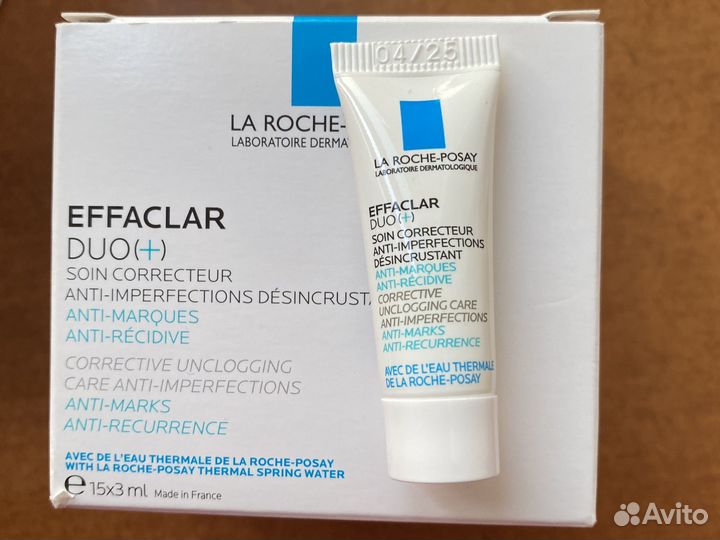 LA ROCHE-
LABORATOIRE DERMA
EFFACLAR
DUO(+)
SOIN CORRECTEUR
ANTI-IMPERFECTIONS DÉSINCRUSTA
ANTI-MARQUES
ANTI-RÉCIDIVE
CORRECTIVE UNCLOGGING
CARE ANTI-IMPERFECTIONS
ANTI-MARKS
ANTI-RECURRENCE
AVEC DE L'EAU THERMALE DE LA ROCHE-POSAY
WITH LA ROCHE-POSAY THERMAL SPRING WATER
℮ 15x3 ml Made in France
04/25
LA ROCHE-POSAY
LABORATOIRE DERMATOLOGIQUE
EFFACLAR
DUO(+)
SOIN CORRECTEUR
ANTI-IMPERFECTIONS
DÉSINCRUSTANT
ANTI-MARQUES
ANTI-RÉCIDIVE
CORRECTIVE
UNCLOGGING CARE
ANTI-IMPERFECTIONS
ANTI-MARKS
ANTI-RECURRENCE
AVEC DE L'EAU THERMALE
DE LA ROCHE-POSAY
Avito